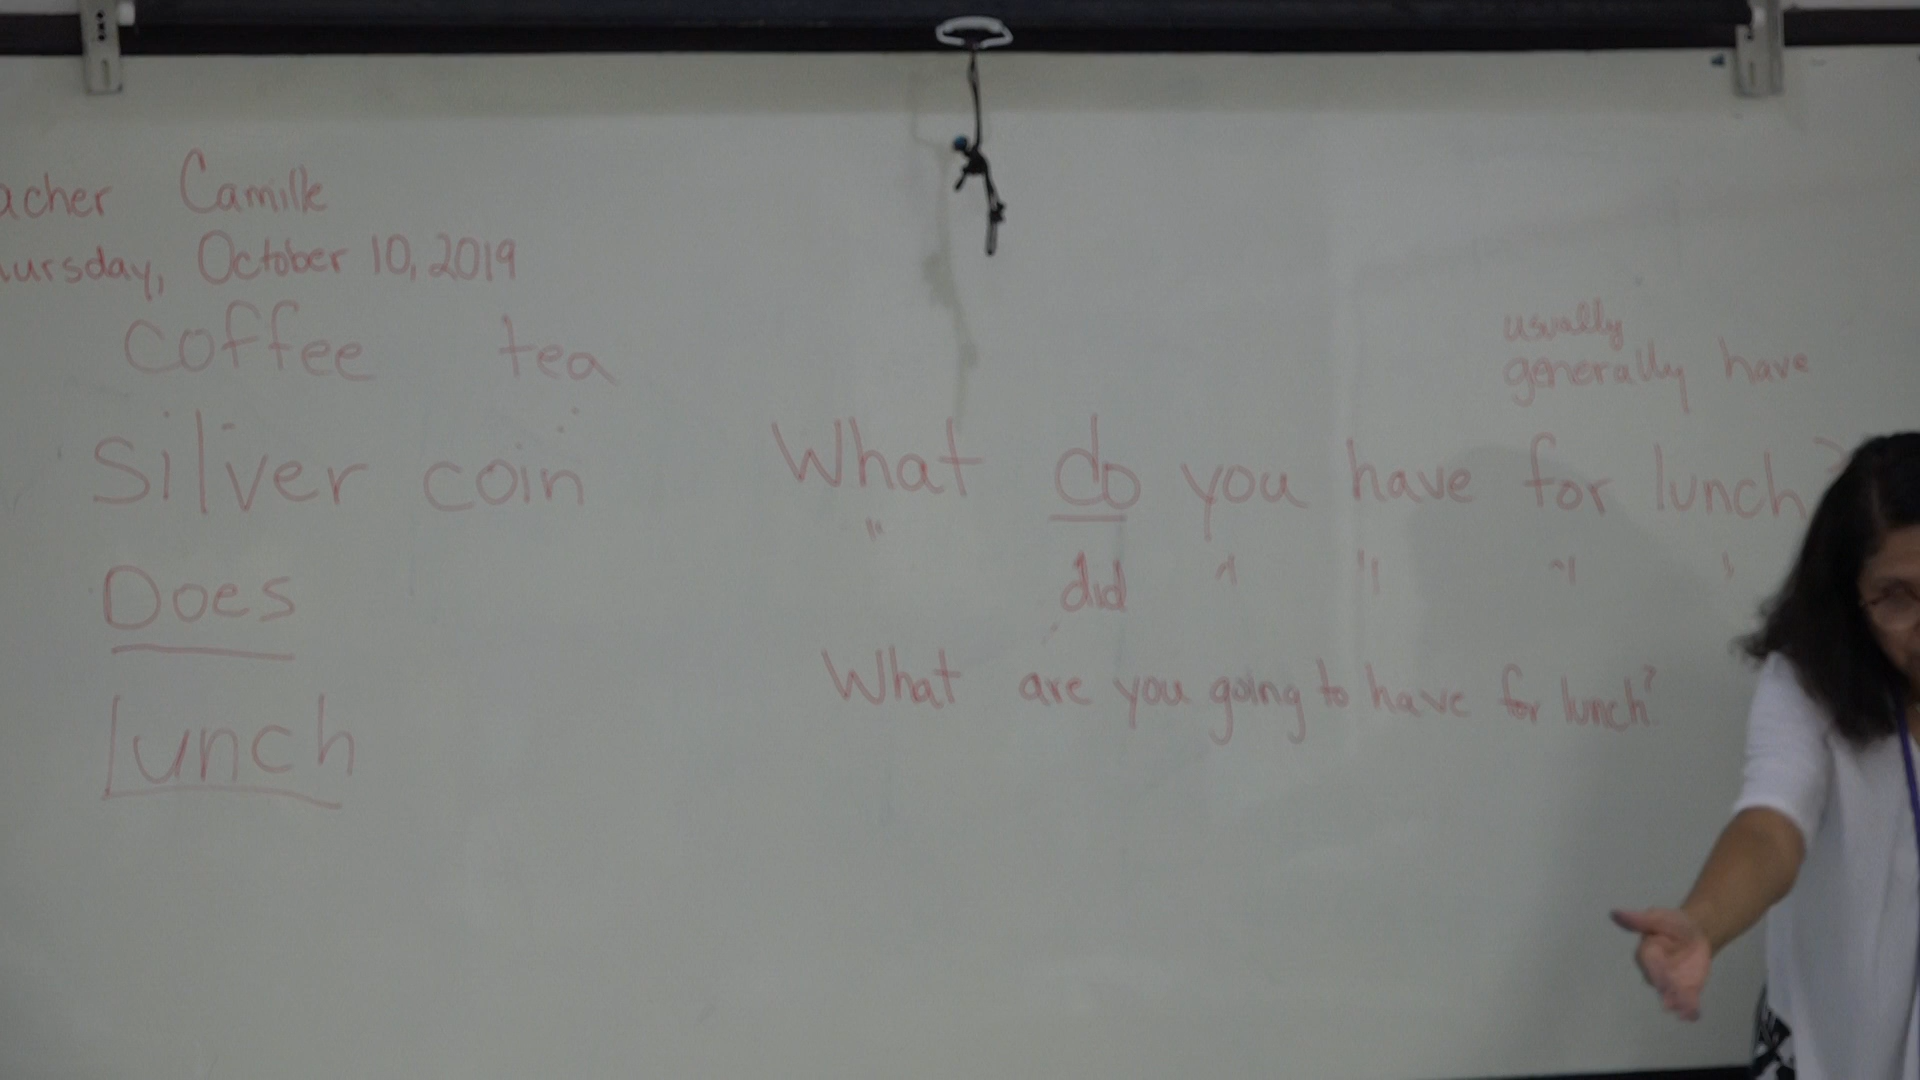 acher Camille
ursday, October 10, 2019
coffee tea
Silver coin
Does
lunch
usually
generally have
What do you have for lunch?
" did " " " "
What are you going to have for lunch?